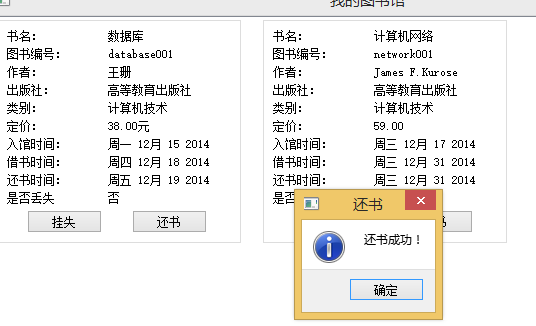 我的图书馆
书名： 数据库
图书编号： database001
作者： 王珊
出版社： 高等教育出版社
类别： 计算机技术
定价： 38.00元
入馆时间： 周一 12月 15 2014
借书时间： 周四 12月 18 2014
还书时间： 周五 12月 19 2014
是否丢失 否
挂失 还书
书名： 计算机网络
图书编号： network001
作者： James F.Kurose
出版社： 高等教育出版社
类别： 计算机技术
定价： 59.00
入馆时间： 周三 12月 17 2014
借书时间： 周三 12月 31 2014
还书时间： 周三 12月 31 2014
还书
还书成功！
确定